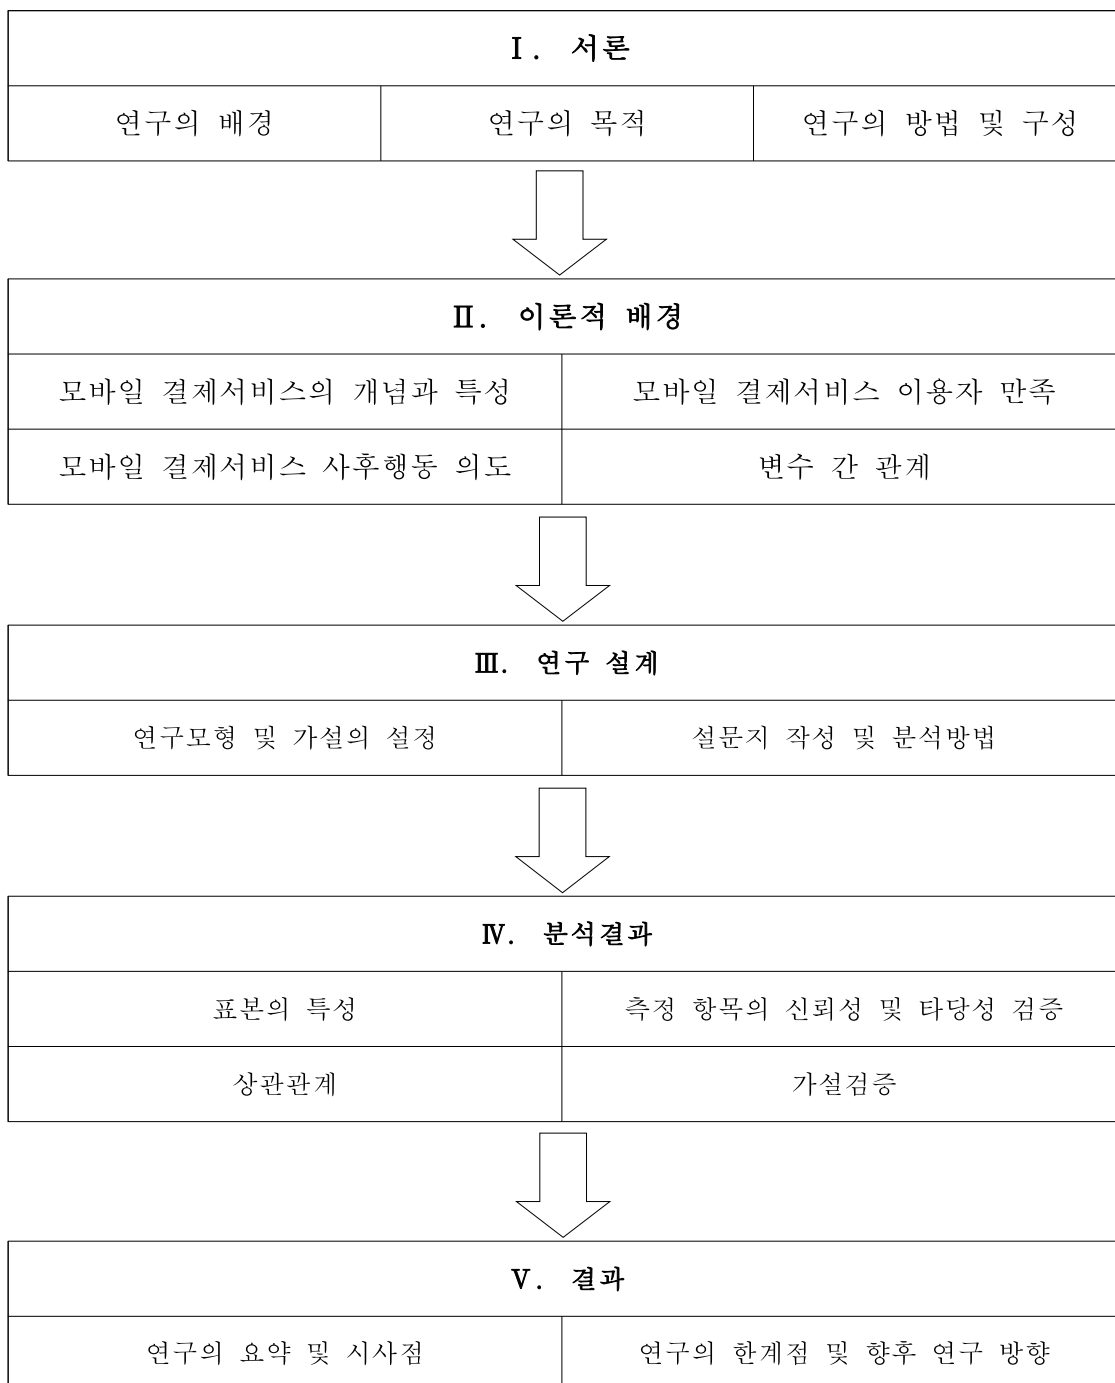 Ⅰ. 서론
연구의 배경
연구의 목적
연구의 방법 및 구성
Ⅱ. 이론적 배경
모바일 결제서비스의 개념과 특성
모바일 결제서비스 이용자 만족
모바일 결제서비스 사후행동 의도
변수 간 관계
Ⅲ. 연구 설계
연구모형 및 가설의 설정
설문지 작성 및 분석방법
Ⅳ. 분석결과
표본의 특성
측정 항목의 신뢰성 및 타당성 검증
상관관계
가설검증
Ⅴ. 결과
연구의 요약 및 시사점
연구의 한계점 및 향후 연구 방향